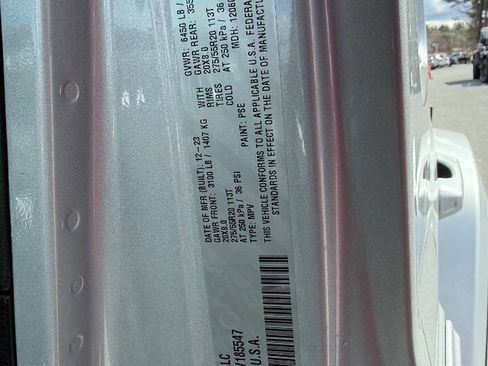 LC
185547
U.S.A.
DATE OF MFR (BUILT): 12-23 GVWR: 6450 LB /
GAWR FRONT: 3100 LB / 1407 KG GAWR REAR: 355
20X8.0 WITH RIMS 20X8.0
275/55R20 113T TIRES 275/55R20 113T
AT 250 kPa / 36 PSI COLD AT 250 kPa / 36
TYPE: MPV PAINT: PSE MDH: 1206
THIS VEHICLE CONFORMS TO ALL APPLICABLE U.S.A. FEDERA
STANDARDS IN EFFECT ON THE DATE OF MANUFACTUR